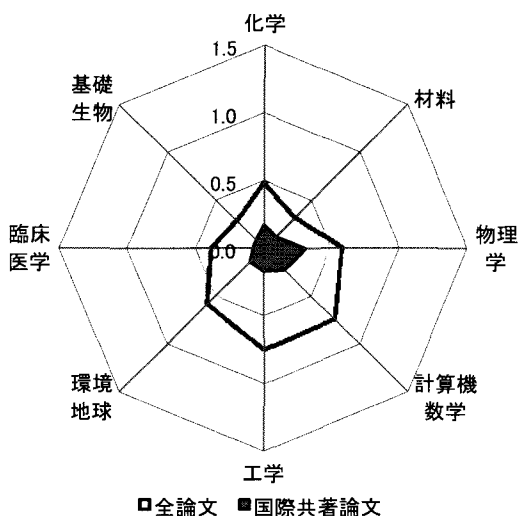 化学
1.5
1.0
0.5
0.0
材料
物理
学
計算機
数学
工学
環境
地球
臨床
医学
基礎
生物
全論文 国際共著論文